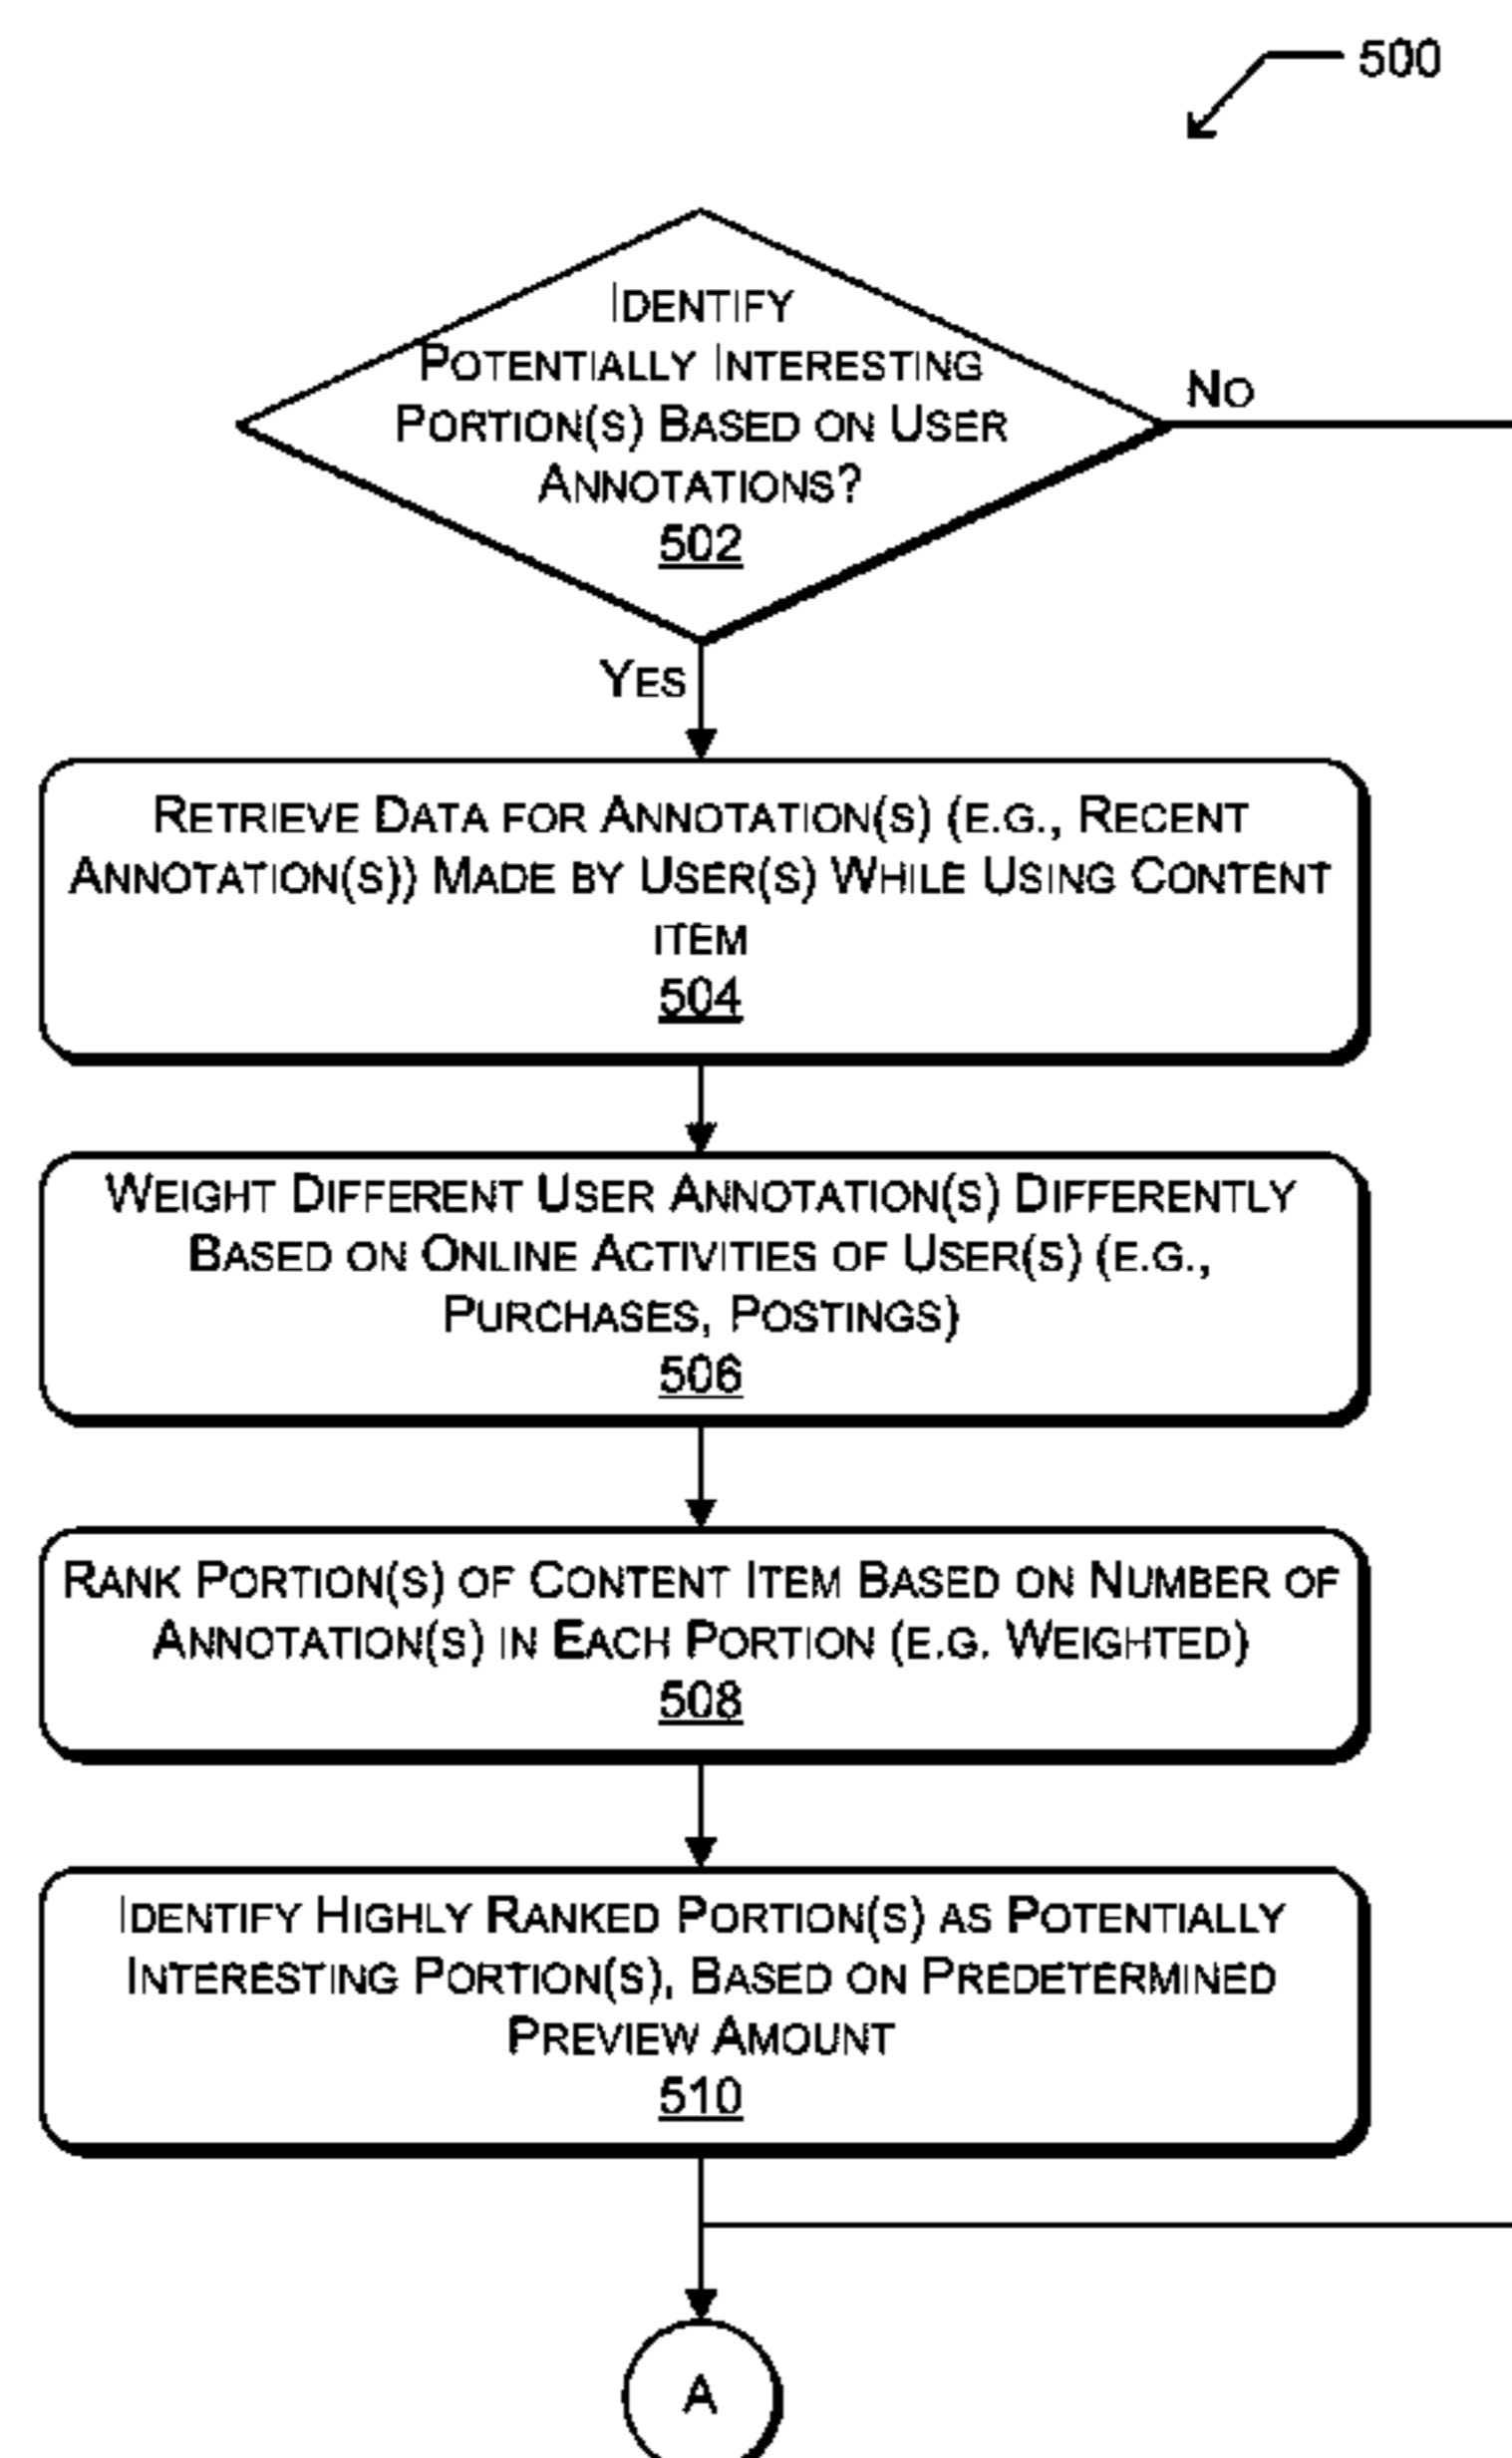 500
IDENTIFY
POTENTIALLY INTERESTING
PORTION(S) BASED ON USER
ANNOTATIONS?
502
NO
YES
RETRIEVE DATA FOR ANNOTATION(S) (E.G., RECENT
ANNOTATION(S)) MADE BY USER(S) WHILE USING CONTENT
ITEM
504
WEIGHT DIFFERENT USER ANNOTATION(S) DIFFERENTLY
BASED ON ONLINE ACTIVITIES OF USER(S) (E.G.,
PURCHASES, POSTINGS)
506
RANK PORTION(S) OF CONTENT ITEM BASED ON NUMBER OF
ANNOTATION(S) IN EACH PORTION (E.G. WEIGHTED)
508
IDENTIFY HIGHLY RANKED PORTION(S) AS POTENTIALLY
INTERESTING PORTION(S), BASED ON PREDETERMINED
PREVIEW AMOUNT
510
A